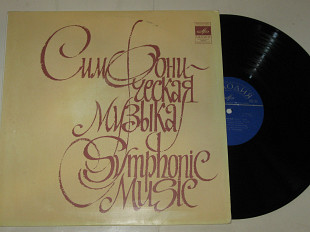 Симфони-
ческая
музыка
Symphonic
Music